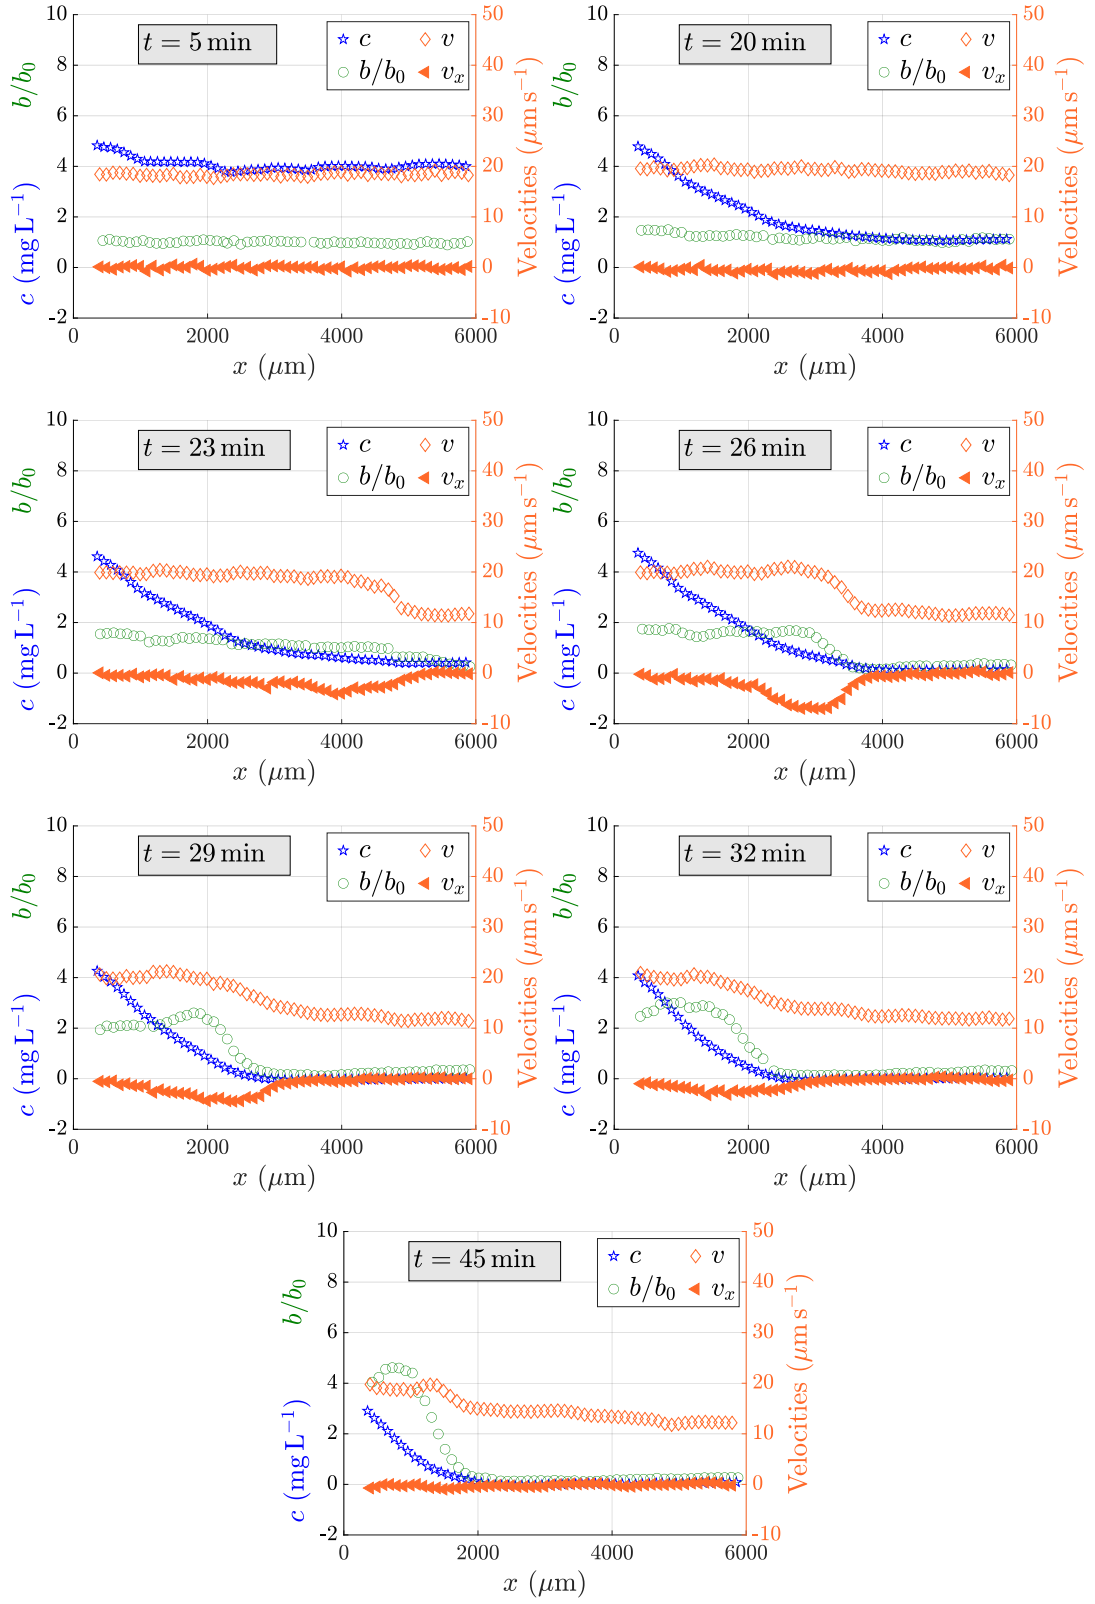 t = 5 min
c v
b/b₀ vₓ
10
8
6
4
2
0
-2
50
40
30
20
10
0
-10
0 2000 4000 6000
x (μm)
c (mg L⁻¹) b/b₀
Velocities (μm s⁻¹)
t = 20 min
c v
b/b₀ vₓ
10
8
6
4
2
0
-2
50
40
30
20
10
0
-10
0 2000 4000 6000
x (μm)
c (mg L⁻¹) b/b₀
Velocities (μm s⁻¹)
t = 23 min
c v
b/b₀ vₓ
10
8
6
4
2
0
-2
50
40
30
20
10
0
-10
0 2000 4000 6000
x (μm)
c (mg L⁻¹) b/b₀
Velocities (μm s⁻¹)
t = 26 min
c v
b/b₀ vₓ
10
8
6
4
2
0
-2
50
40
30
20
10
0
-10
0 2000 4000 6000
x (μm)
c (mg L⁻¹) b/b₀
Velocities (μm s⁻¹)
t = 29 min
c v
b/b₀ vₓ
10
8
6
4
2
0
-2
50
40
30
20
10
0
-10
0 2000 4000 6000
x (μm)
c (mg L⁻¹) b/b₀
Velocities (μm s⁻¹)
t = 32 min
c v
b/b₀ vₓ
10
8
6
4
2
0
-2
50
40
30
20
10
0
-10
0 2000 4000 6000
x (μm)
c (mg L⁻¹) b/b₀
Velocities (μm s⁻¹)
t = 45 min
c v
b/b₀ vₓ
10
8
6
4
2
0
-2
50
40
30
20
10
0
-10
0 2000 4000 6000
x (μm)
c (mg L⁻¹) b/b₀
Velocities (μm s⁻¹)